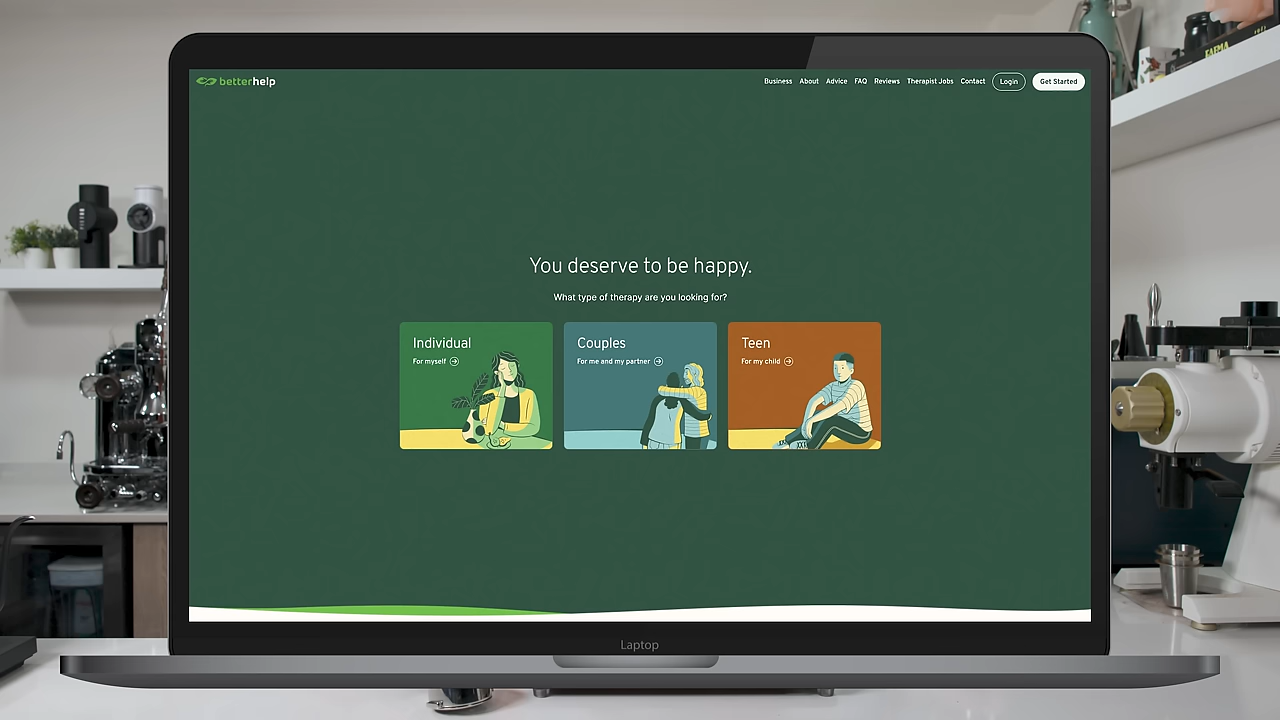 betterhelp
Business About Advice FAQ Reviews Therapist Jobs Contact Login Get Started
You deserve to be happy.
What type of therapy are you looking for?
Individual
For myself
Couples
For me and my partner
Teen
For my child
Laptop